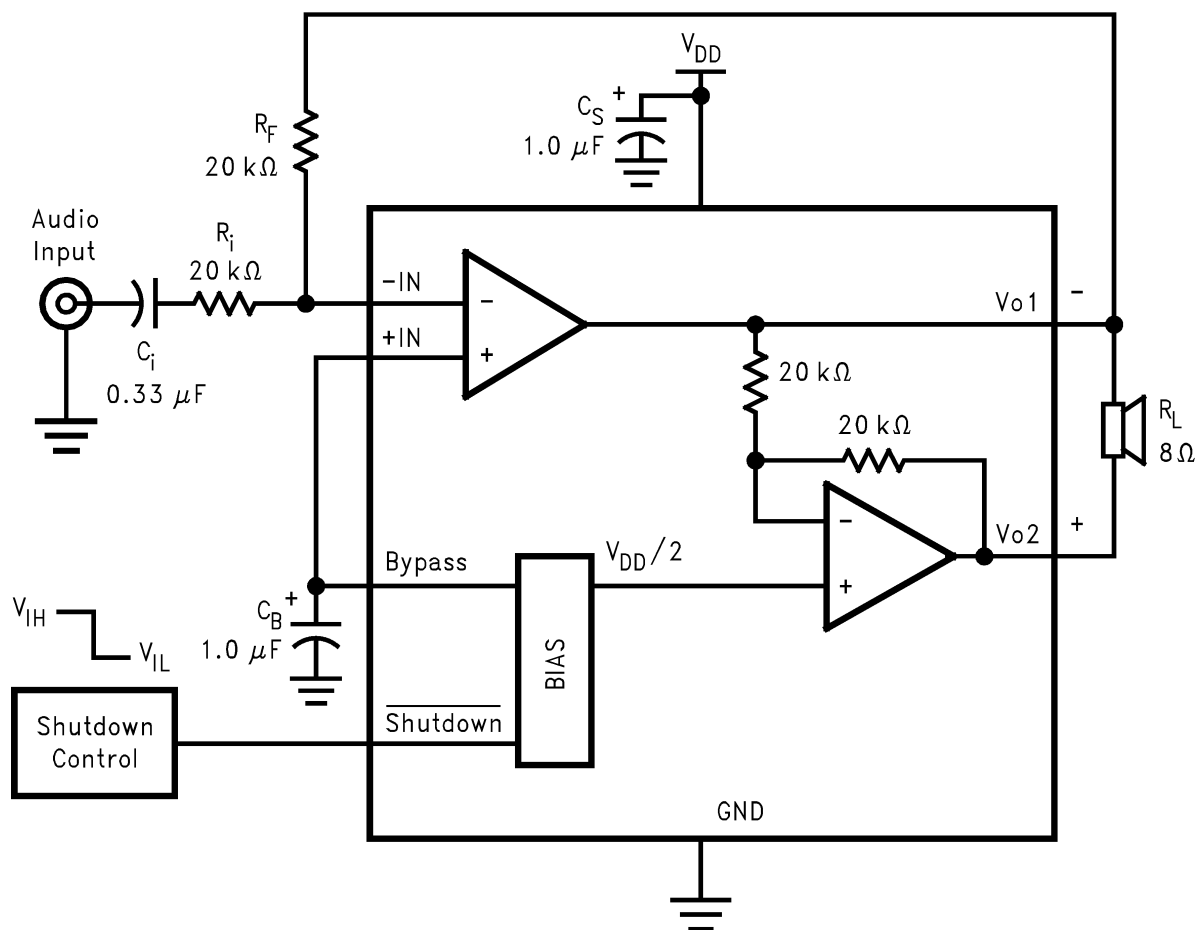 V_DD
C_S +
1.0 μF
R_F
20 kΩ
Audio
Input
R_i
20 kΩ
C_i
0.33 μF
-IN
+IN
-
+
Vo1
-
20 kΩ
20 kΩ
R_L
8Ω
-
+
Vo2
+
Bypass
V_DD/2
C_B +
1.0 μF
BIAS
V_IH
V_IL
Shutdown
Control
S̅h̅u̅t̅d̅o̅w̅n̅
GND